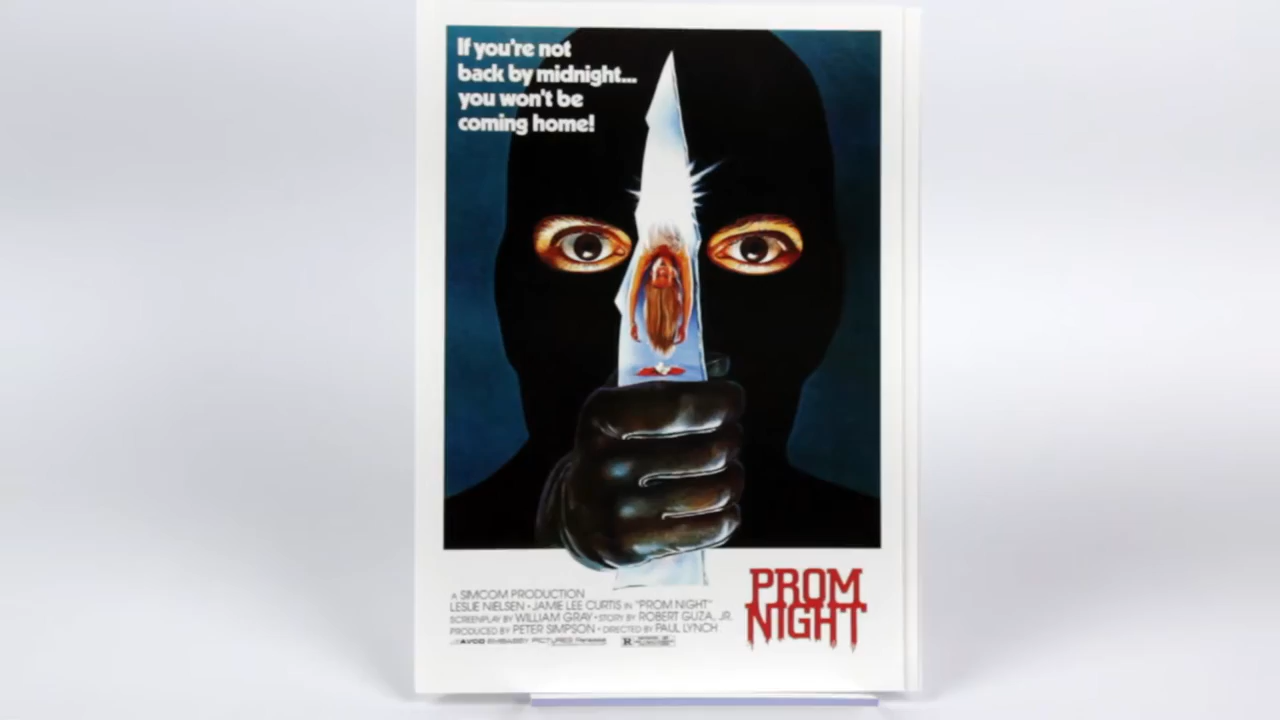 If you're not
back by midnight...
you won't be
coming home!
A SIMCOM PRODUCTION
LESLIE NIELSEN • JAMIE LEE CURTIS IN "PROM NIGHT"
SCREENPLAY BY WILLIAM GRAY • STORY BY ROBERT GUZA, JR.
PRODUCED BY PETER SIMPSON • DIRECTED BY PAUL LYNCH
AVCO EMBASSY PICTURES Release
R
PROM
NIGHT